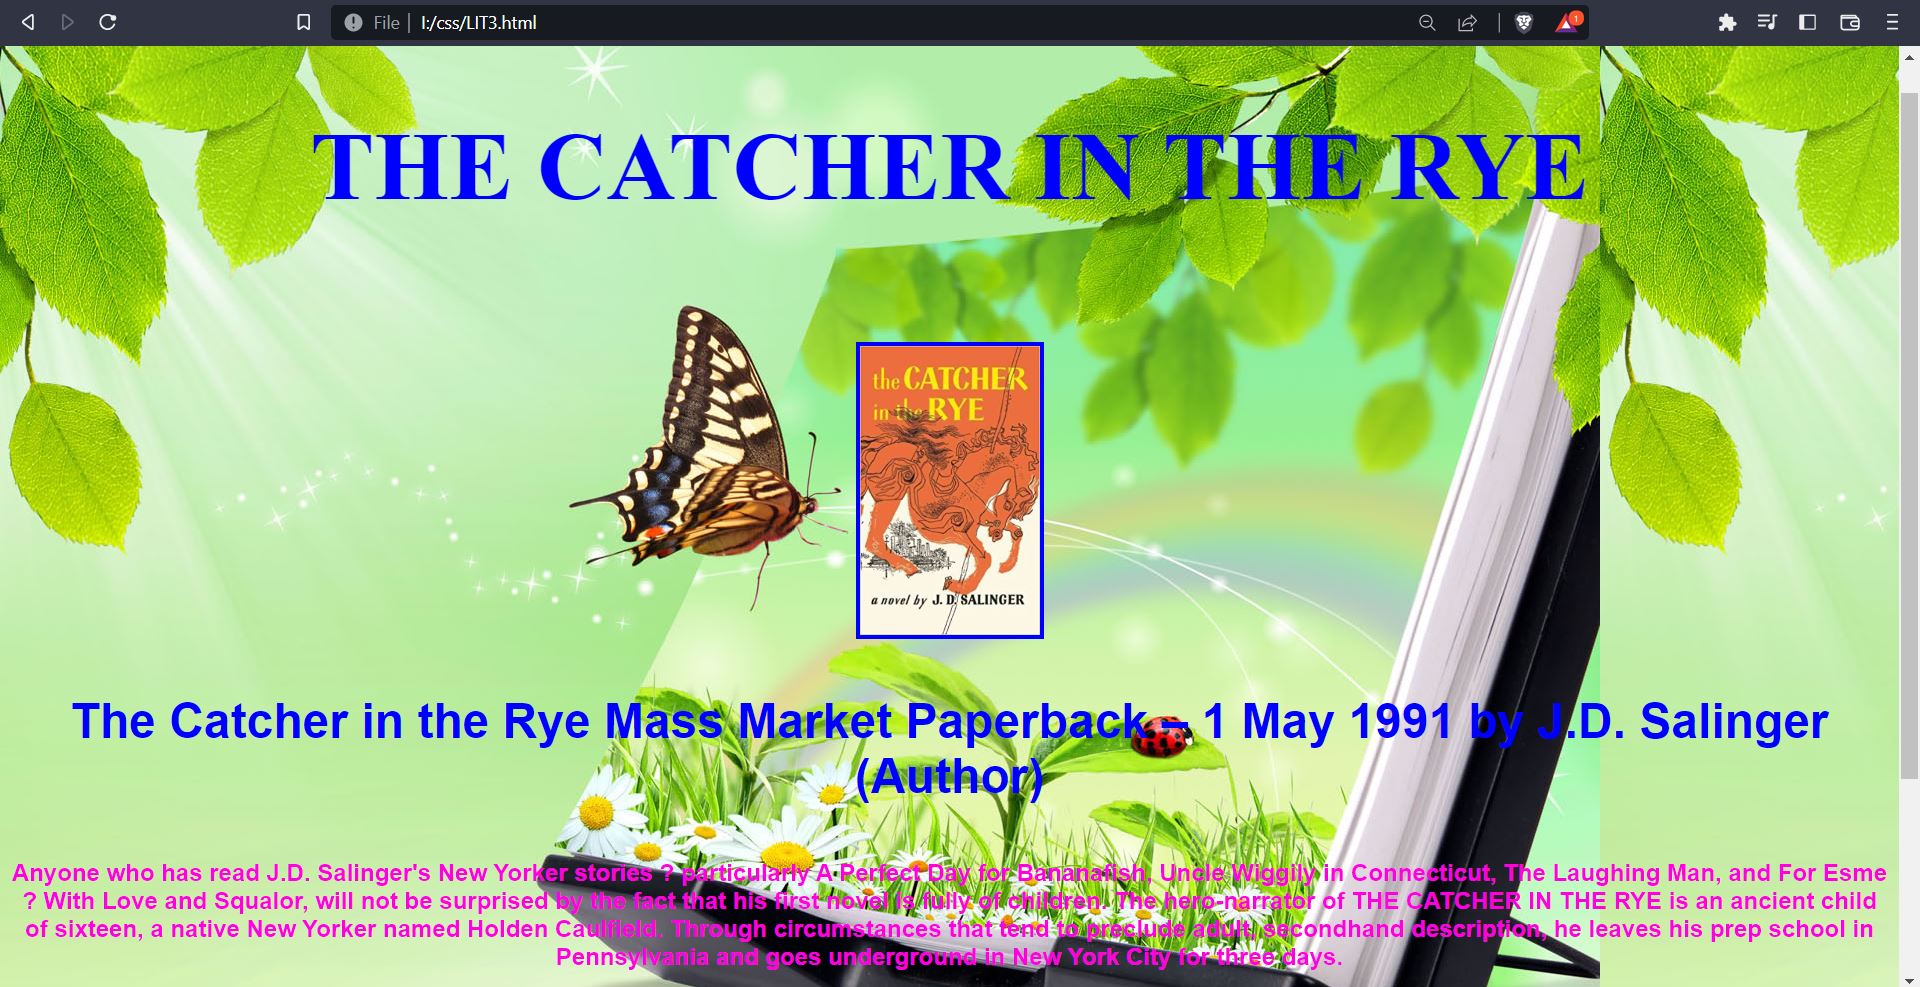 File | I:/css/LIT3.html
1
THE CATCHER IN THE RYE
the CATCHER
in the RYE
a novel by J. D. SALINGER
The Catcher in the Rye Mass Market Paperback – 1 May 1991 by J.D. Salinger
(Author)
Anyone who has read J.D. Salinger's New Yorker stories ? particularly A Perfect Day for Bananafish, Uncle Wiggily in Connecticut, The Laughing Man, and For Esme
? With Love and Squalor, will not be surprised by the fact that his first novel is fully of children. The hero-narrator of THE CATCHER IN THE RYE is an ancient child
of sixteen, a native New Yorker named Holden Caulfield. Through circumstances that tend to preclude adult, secondhand description, he leaves his prep school in
Pennsylvania and goes underground in New York City for three days.